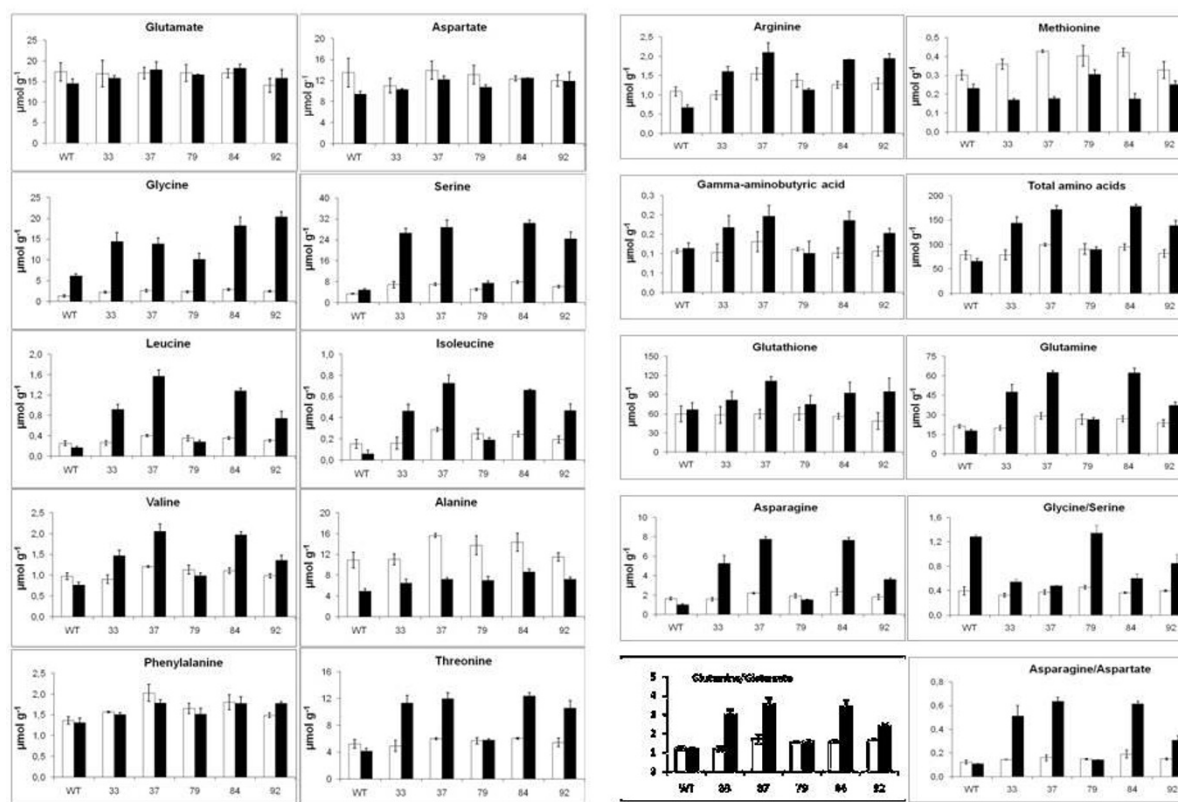 Glutamate
µmol g-1
25
20
15
10
5
0
WT 33 37 79 84 92
Aspartate
µmol g-1
20
16
12
8
4
0
WT 33 37 79 84 92
Glycine
µmol g-1
25
20
15
10
5
0
WT 33 37 79 84 92
Serine
µmol g-1
36
28
20
12
4
WT 33 37 79 84 92
Leucine
µmol g-1
2,0
1,6
1,2
0,8
0,4
0,0
WT 33 37 79 84 92
Isoleucine
µmol g-1
1,0
0,8
0,6
0,4
0,2
0,0
WT 33 37 79 84 92
Valine
µmol g-1
2,5
2,0
1,5
1,0
0,5
0,0
WT 33 37 79 84 92
Alanine
µmol g-1
20
16
12
8
4
0
WT 33 37 79 84 92
Phenylalanine
µmol g-1
2,5
2,0
1,5
1,0
0,5
0,0
WT 33 37 79 84 92
Threonine
µmol g-1
16
12
8
4
0
WT 33 37 79 84 92
Arginine
µmol g-1
2,5
2,0
1,5
1,0
0,5
0,0
WT 33 37 79 84 92
Methionine
µmol g-1
0,5
0,4
0,3
0,2
0,1
0,0
WT 33 37 79 84 92
Gamma-aminobutyric acid
µmol g-1
0,3
0,2
0,2
0,1
0,1
0,0
WT 33 37 79 84 92
Total amino acids
µmol g-1
200
150
100
50
0
WT 33 37 79 84 92
Glutathione
µmol g-1
150
120
90
60
30
0
WT 33 37 79 84 92
Glutamine
µmol g-1
75
60
45
30
15
0
WT 33 37 79 84 92
Asparagine
µmol g-1
10
8
6
4
2
0
WT 33 37 79 84 92
Glycine/Serine
1,6
1,2
0,8
0,4
0,0
WT 33 37 79 84 92
Glutamine/Glutamate
5
4
3
2
1
0
WT 79 92
Asparagine/Aspartate
0,8
0,6
0,4
0,2
0,0
WT 33 37 79 84 92